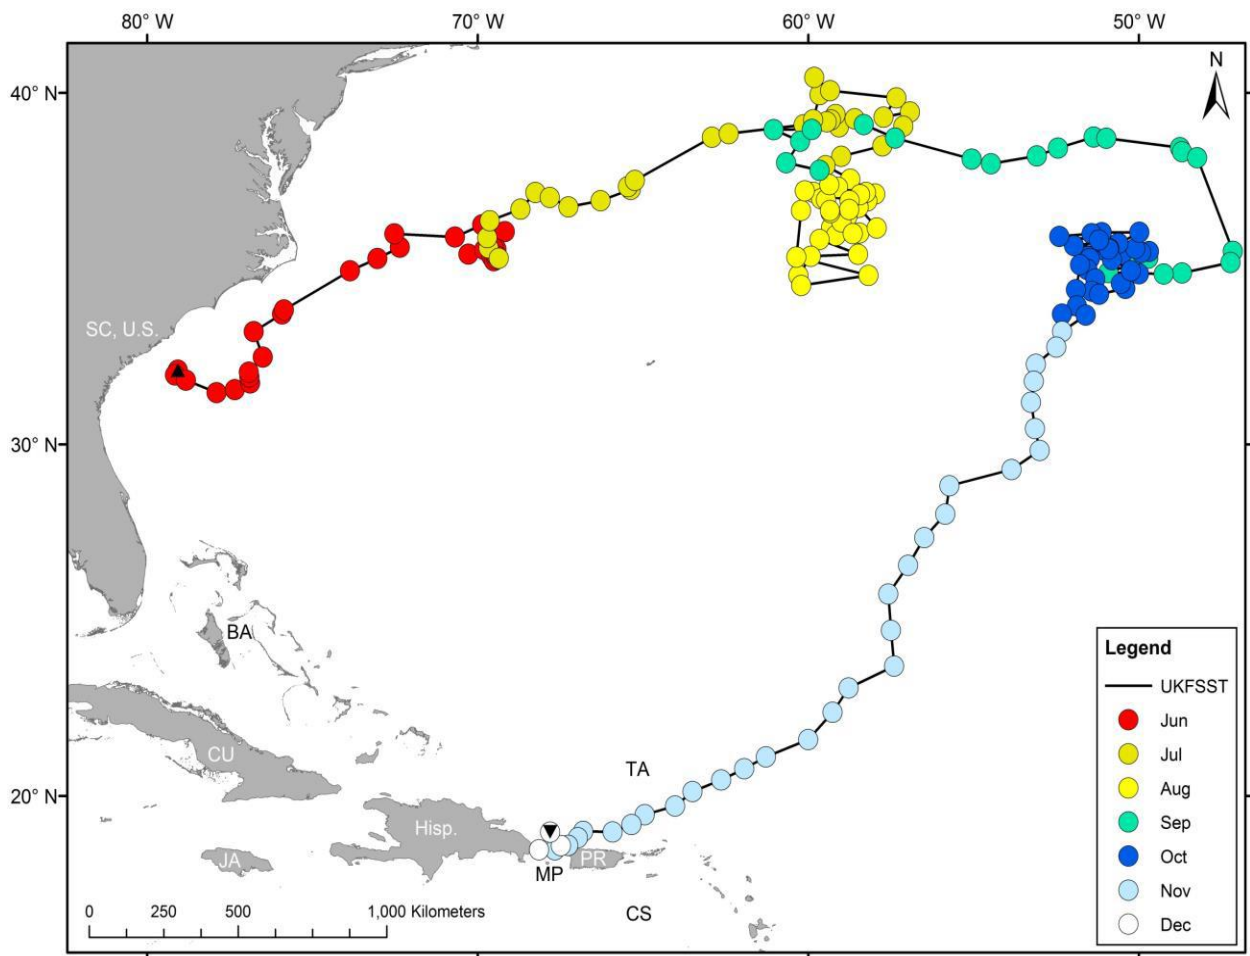 80° W 70° W 60° W 50° W
N
40° N
SC, U.S.
30° N
BA
Legend
UKFSST
Jun
CU
Jul
TA
Aug
20° N
Sep
Hisp.
Oct
JA
PR
MP
Nov
0 250 500 1,000 Kilometers
CS
Dec